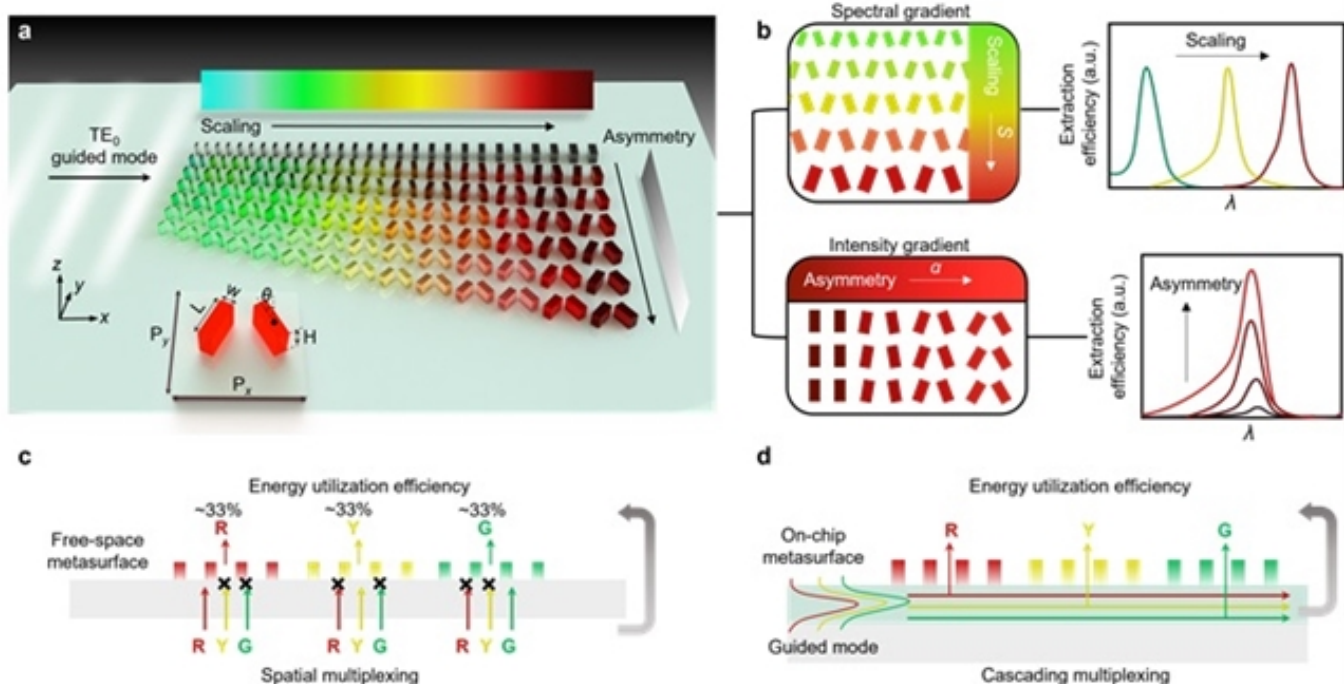 a
TE0
guided mode
Scaling
Asymmetry
z
y
x
L
w
θ
H
Py
Px
b
Spectral gradient
Scaling
S
Extraction
efficiency (a.u.)
Scaling
λ
Intensity gradient
Asymmetry
α
Extraction
efficiency (a.u.)
Asymmetry
λ
c
Energy utilization efficiency
~33% ~33% ~33%
R Y G
Free-space
metasurface
R Y G R Y G R Y G
Spatial multiplexing
d
Energy utilization efficiency
On-chip
metasurface
R Y G
Guided mode
Cascading multiplexing